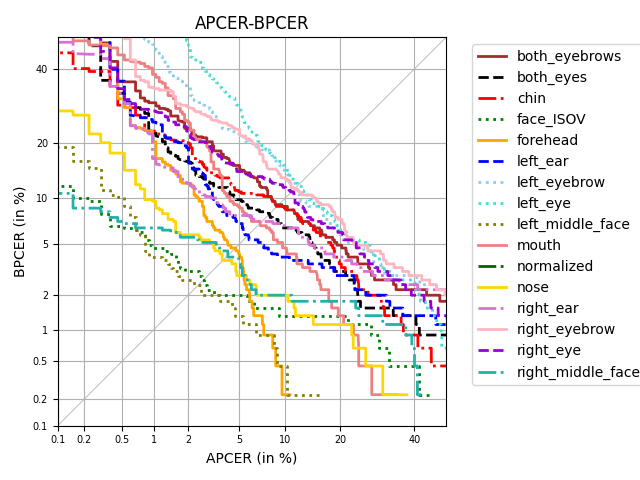 APCER-BPCER
BPCER (in %)
40
20
10
5
2
1
0.5
0.2
0.1
0.1 0.2 0.5 1 2 5 10 20 40
APCER (in %)
both_eyebrows
both_eyes
chin
face_ISOV
forehead
left_ear
left_eyebrow
left_eye
left_middle_face
mouth
normalized
nose
right_ear
right_eyebrow
right_eye
right_middle_face